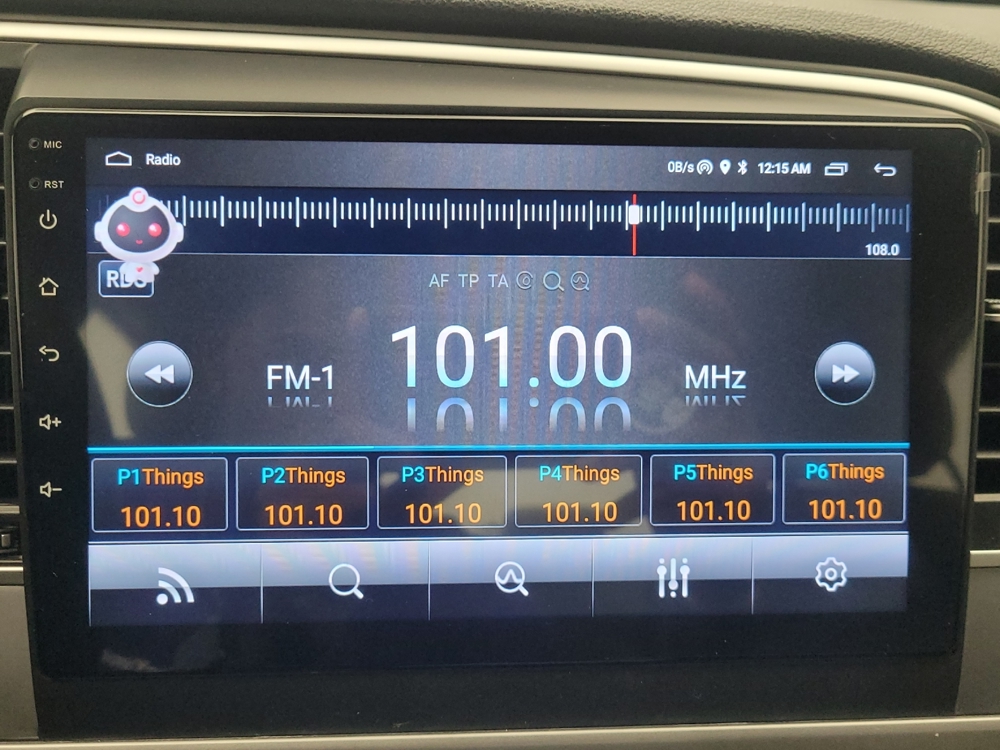 MIC
RST
Radio
0B/s 12:15 AM
108.0
RDS
AF TP TA
FM-1 101.00 MHz
P1Things P2Things P3Things P4Things P5Things P6Things
101.10 101.10 101.10 101.10 101.10 101.10